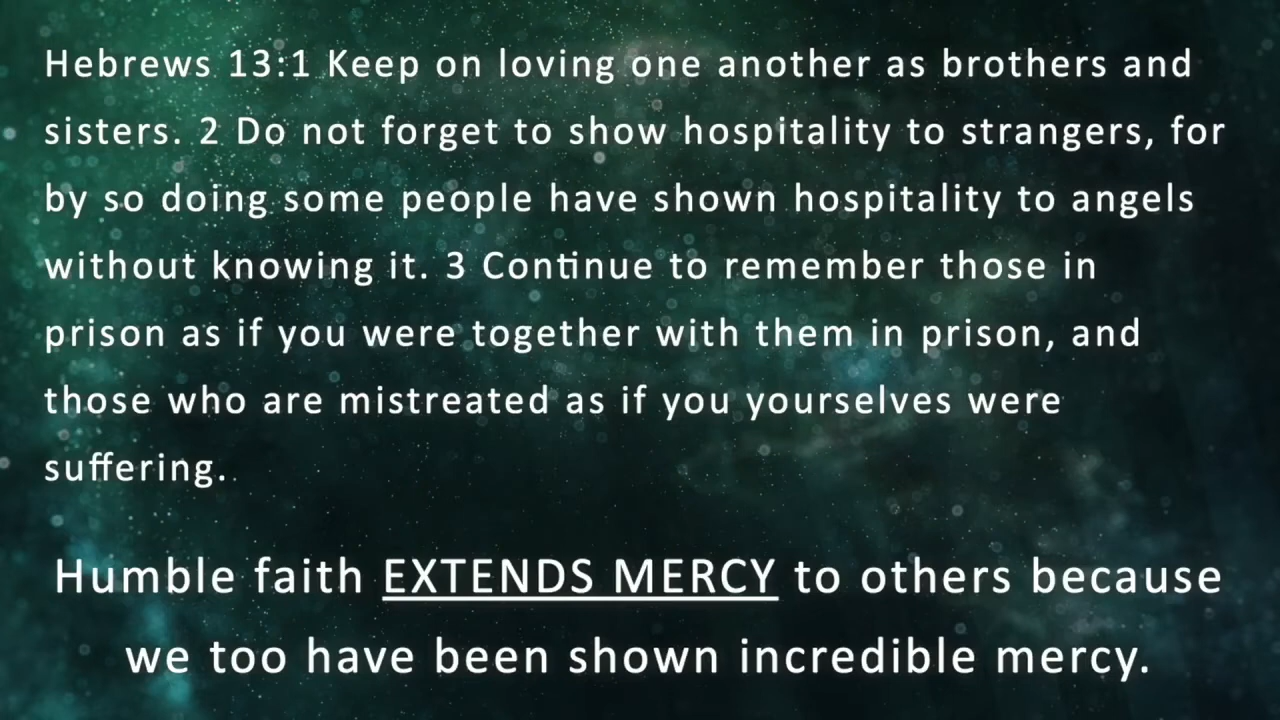 Hebrews 13:1 Keep on loving one another as brothers and
sisters. 2 Do not forget to show hospitality to strangers, for
by so doing some people have shown hospitality to angels
without knowing it. 3 Continue to remember those in
prison as if you were together with them in prison, and
those who are mistreated as if you yourselves were
suffering.
Humble faith EXTENDS MERCY to others because
we too have been shown incredible mercy.